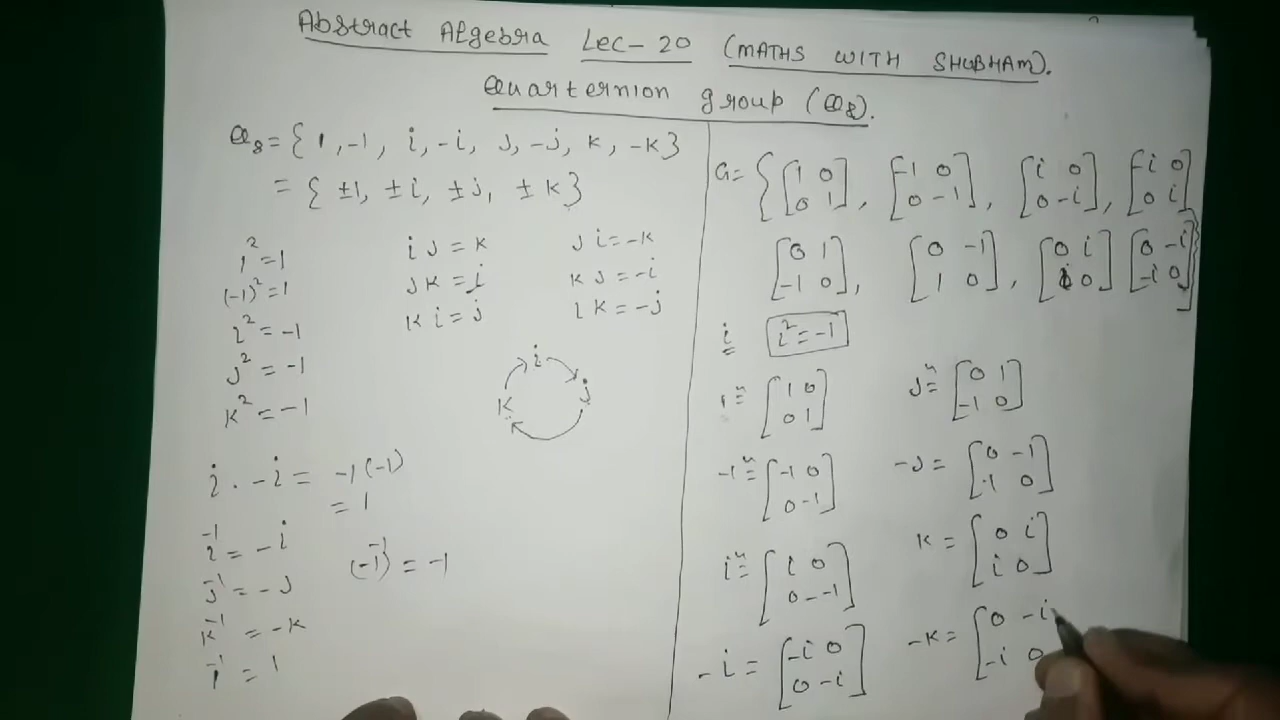 Abstract Algebra Lec-20 (MATHS WITH SHUBHAM).
Quarternion group (Q₈).
Q₈ = { 1, -1, i, -i, j, -j, k, -k }
= { ±1, ±i, ±j, ±k }
1² = 1
(-1)² = 1
i² = -1
j² = -1
k² = -1
ij = k
jk = i
ki = j
ji = -k
kj = -i
ik = -j
i
j
k
i . -i = -1(-1)
= 1
i⁻¹ = -i
j⁻¹ = -j
k⁻¹ = -k
1⁻¹ = 1
(-1)⁻¹ = -1
G = { [1 0; 0 1], [-1 0; 0 -1], [i 0; 0 -i], [-i 0; 0 i]
[0 1; -1 0], [0 -1; 1 0], [0 i; i 0] [0 -i; -i 0] }
i i² = -1
1 = [1 0; 0 1]
-1 = [-1 0; 0 -1]
i = [i 0; 0 -1]
-i = [-i 0; 0 -i]
j = [0 1; -1 0]
-j = [0 -1; 1 0]
k = [0 i; i 0]
-k = [0 -i; -i 0